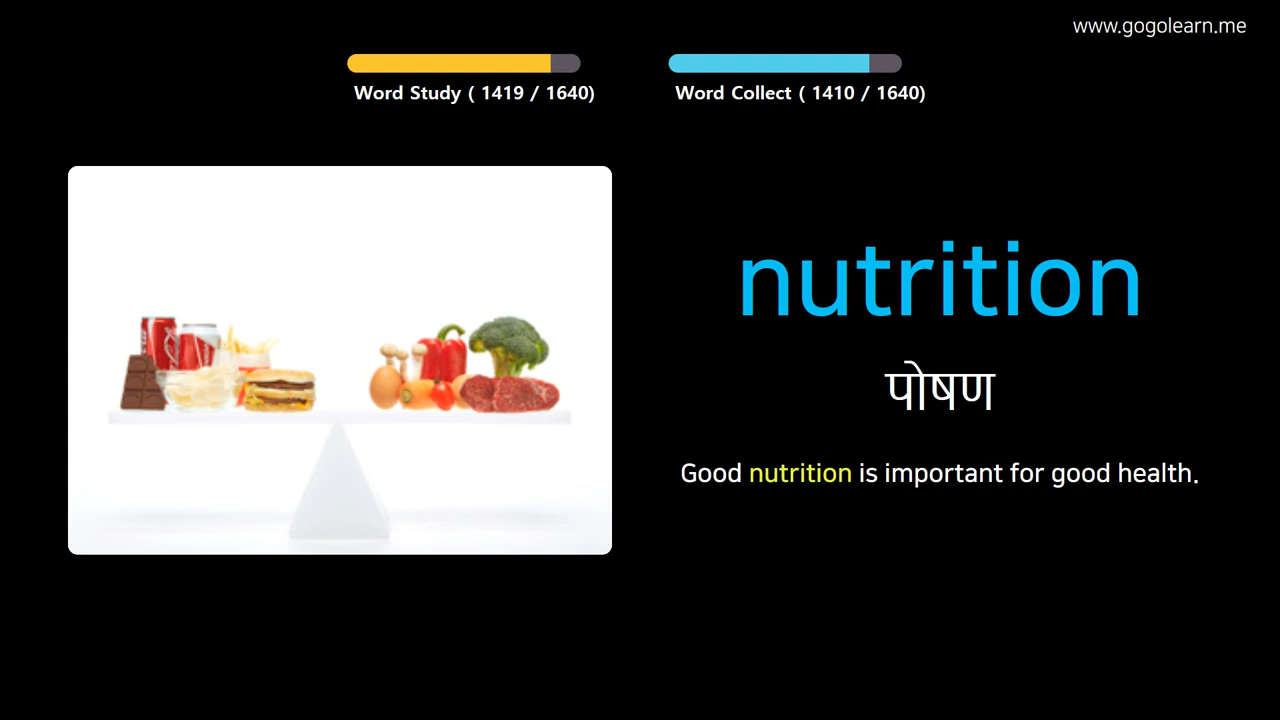 www.gogolearn.me
Word Study ( 1419 / 1640)
Word Collect ( 1410 / 1640)
nutrition
पोषण
Good nutrition is important for good health.